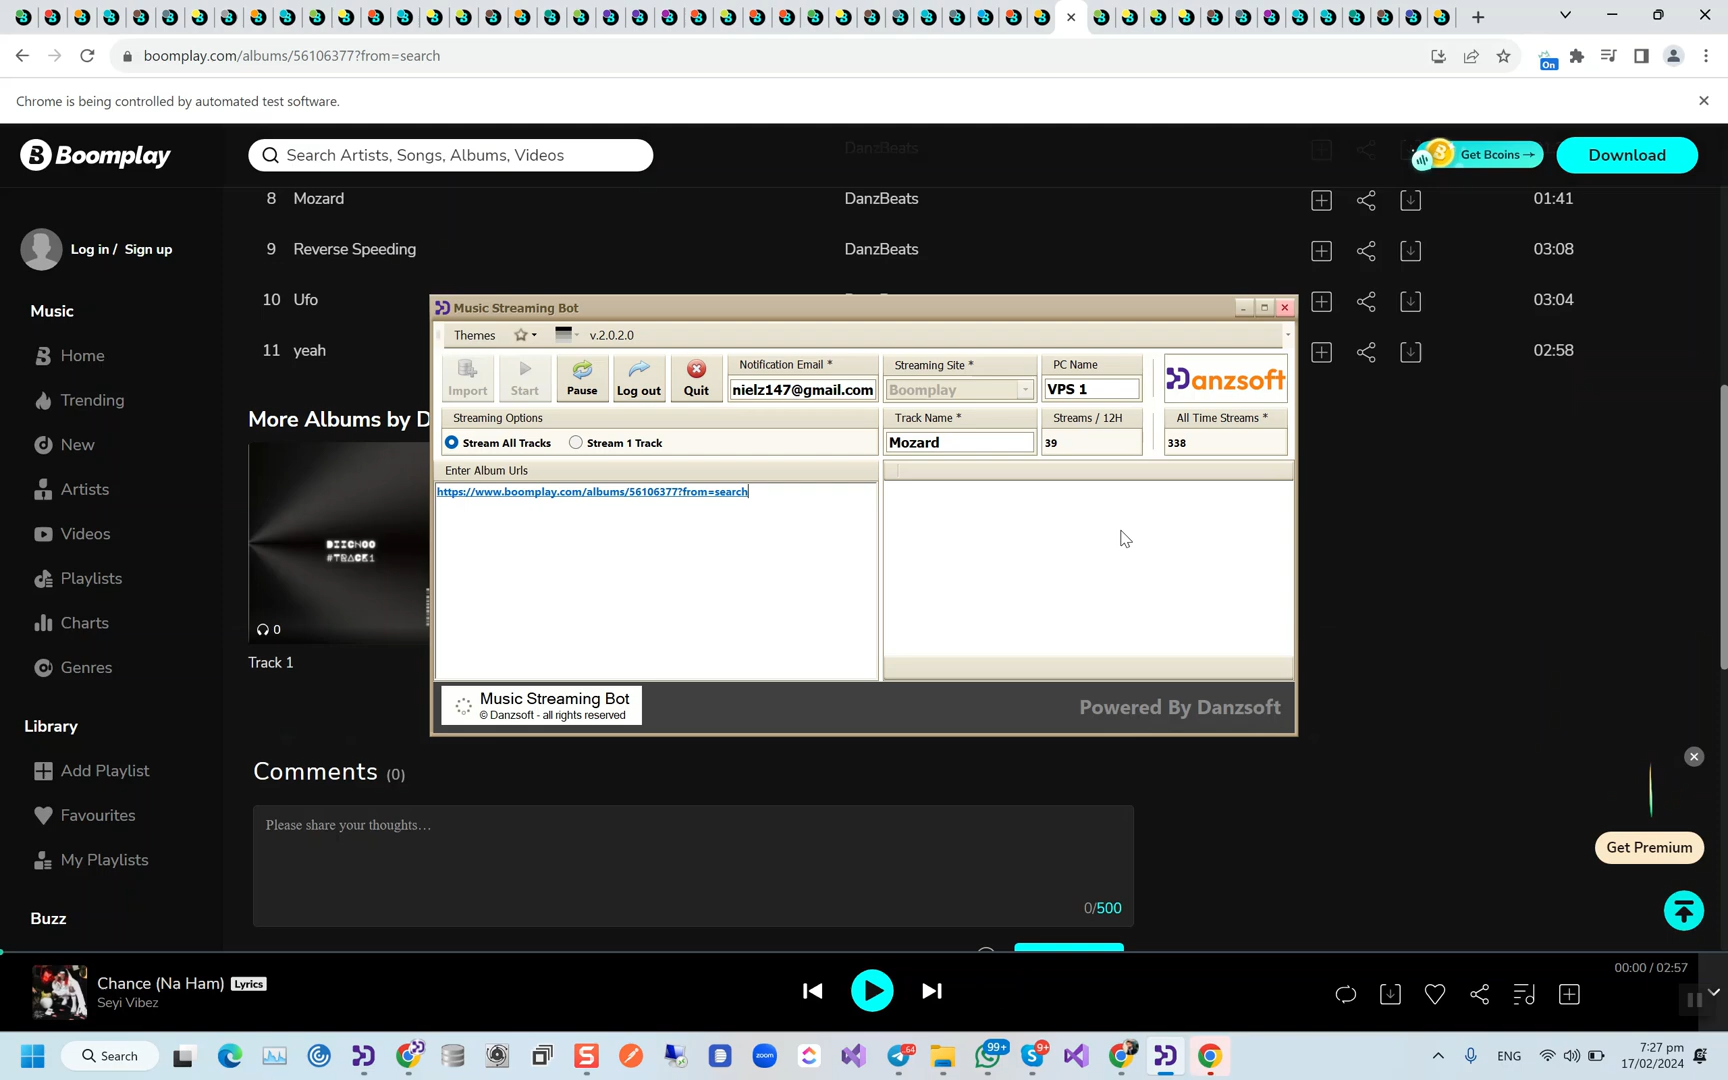 boomplay.com/albums/56106377?from=search
On
Chrome is being controlled by automated test software.
Boomplay
Search Artists, Songs, Albums, Videos
DanzBeats
Get Bcoins→
Download
8 Mozard DanzBeats 01:41
Log in / Sign up
9 Reverse Speeding DanzBeats 03:08
Music
10 Ufo 03:04
Home
11 yeah 02:58
Trending
More Albums by D
New
Artists
Videos
Playlists
Charts
Genres
DIICHOO
#TRACK1
0
Track 1
Library
Add Playlist
Favourites
My Playlists
Buzz
Music Streaming Bot
Themes v.2.0.2.0
Import
Start
Pause
Log out
Quit
Notification Email *
nielz147@gmail.com
Streaming Site *
Boomplay
PC Name
VPS 1
Danzsoft
Streaming Options
Stream All Tracks Stream 1 Track
Track Name *
Mozard
Streams / 12H
39
All Time Streams *
338
Enter Album Urls
https://www.boomplay.com/albums/56106377?from=search
Music Streaming Bot
© Danzsoft - all rights reserved
Powered By Danzsoft
Comments (0)
Please share your thoughts…
0/500
Get Premium
Chance (Na Ham) Lyrics
Seyi Vibez
00:00 / 02:57
Search
zoom
64
99+
9+
ENG
7:27 pm
17/02/2024